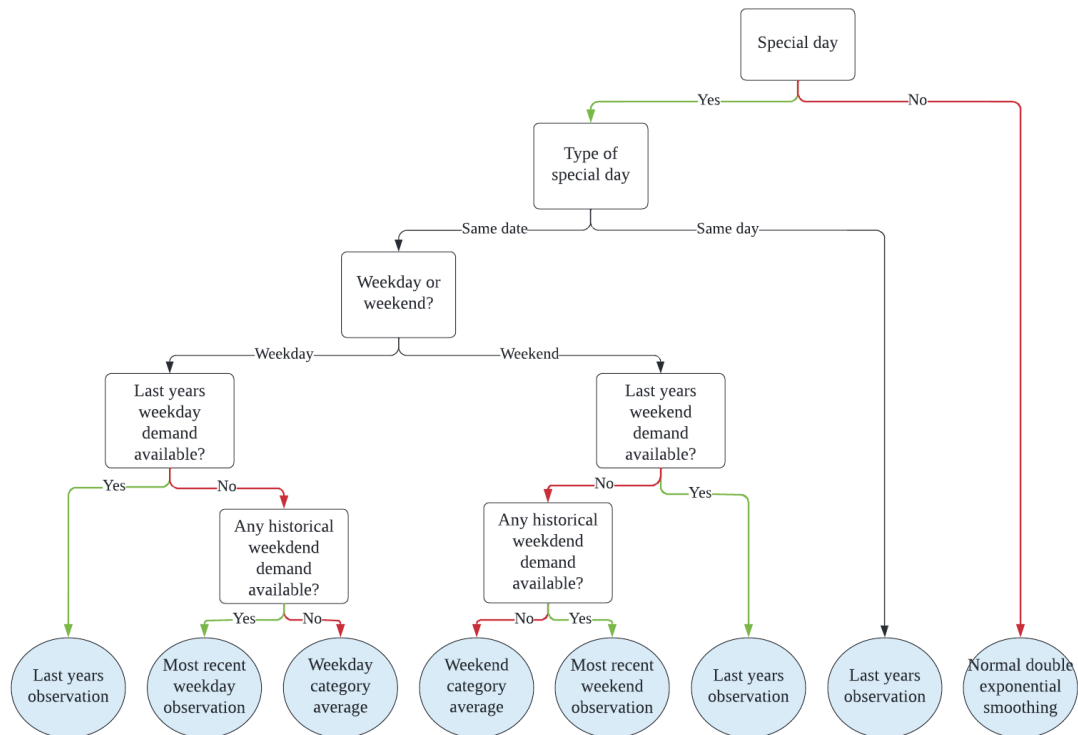 Special day
Yes
No
Type of
special day
Same date
Same day
Weekday or
weekend?
Weekday
Weekend
Last years
weekday
demand
available?
Last years
weekend
demand
available?
Yes
No
No
Yes
Any historical
weekdend
demand
available?
Any historical
weekdend
demand
available?
Yes
No
No
Yes
Last years
observation
Most recent
weekday
observation
Weekday
category
average
Weekend
category
average
Most recent
weekend
observation
Last years
observation
Last years
observation
Normal double
exponential
smoothing